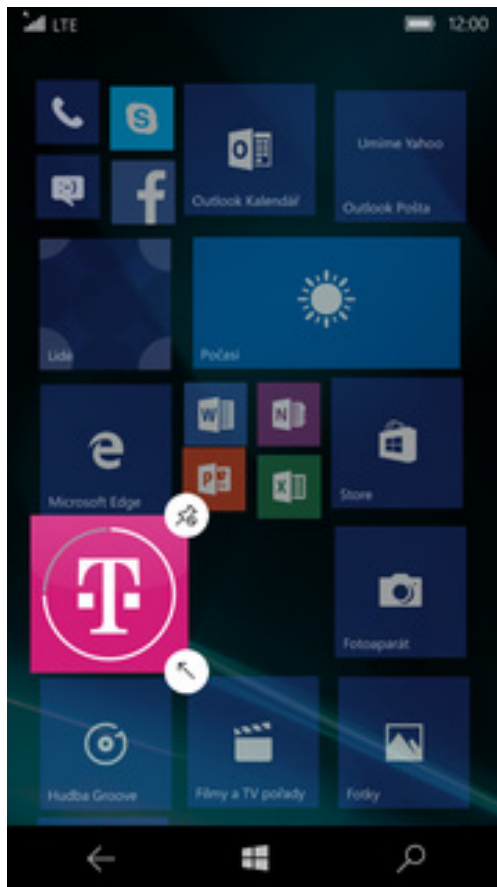 LTE
12:00
Outlook Kalendář
Umíme Yahoo
Outlook Pošta
Lidé
Počasí
Microsoft Edge
Store
T
Fotoaparát
Hudba Groove
Filmy a TV pořady
Fotky